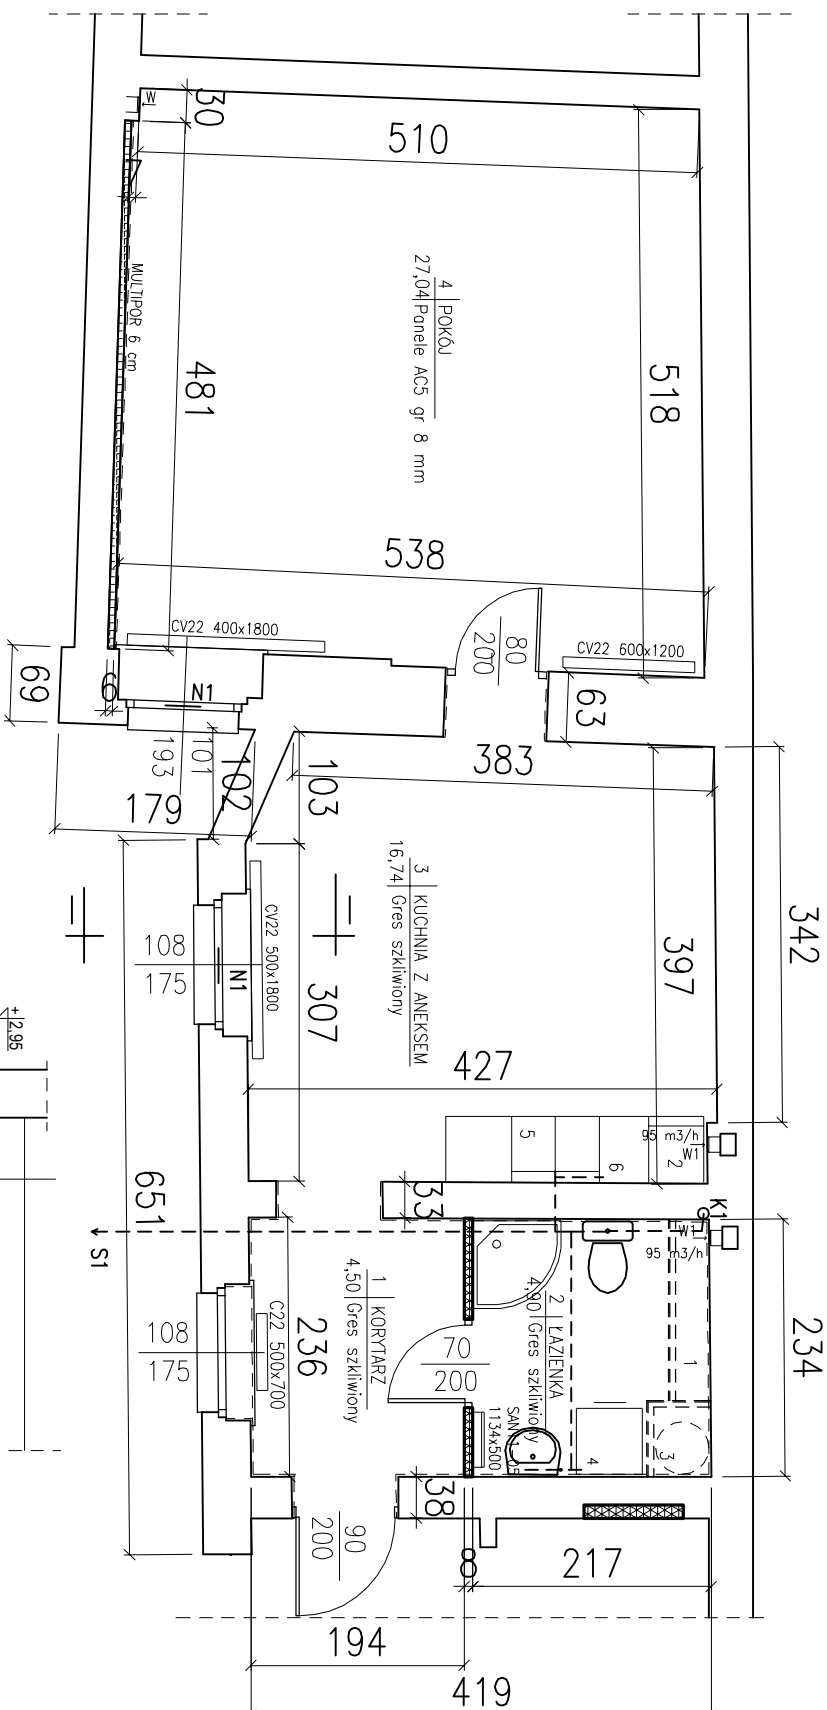 W
30
510
518
4 POKÓJ
27,04 Panele AC5 gr 8 mm
MULTIPOR 6 cm
481
538
CV22 400x1800
80
200
CV22 600x1200
69
6
N1
63
101
193
102
179
103
383
3 KUCHNIA Z ANEKSEM
16,74 Gres szkliwiony
342
397
CV22 500x1800
108
175
N1
307
427
+2,95
5
6
2
95 m3/h
W1
651
33
K1
W1
95 m3/h
S1
1 KORYTARZ
4,50 Gres szkliwiony
2 ŁAZIENKA
4,90 Gres szkliwiony
1
234
236
C22 500x700
108
175
70
200
1134x500
4
3
38
90
200
8
217
194
419